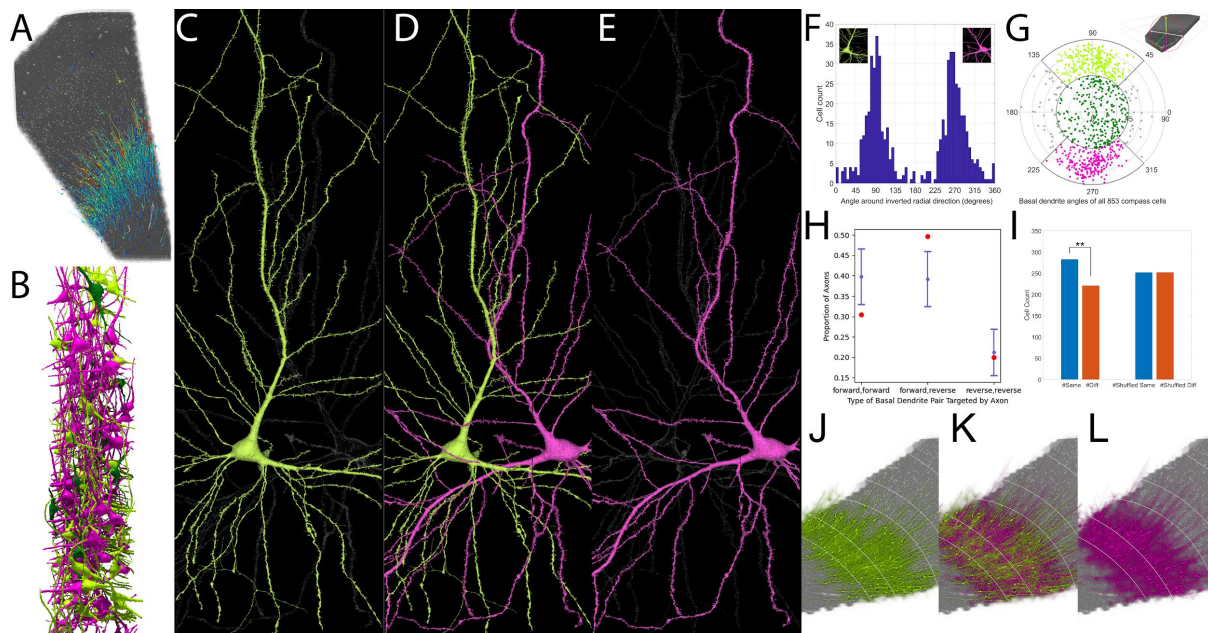 A
B
C
D
E
F
40
35
30
25
20
15
10
5
0
Cell count
0 45 90 135 180 225 270 315 360
Angle around inverted radial direction (degrees)
G
90
135
45
180
45
90
0
225
315
270
Basal dendrite angles of all 853 compass cells
H
0.50
0.45
0.40
0.35
0.30
0.25
0.20
0.15
Proportion of Axons
forward,forward forward,reverse reverse,reverse
Type of Basal Dendrite Pair Targeted by Axon
I
350
300
250
200
150
100
50
0
Cell Count
**
#Same #Diff #Shuffled Same #Shuffled Diff
J
K
L